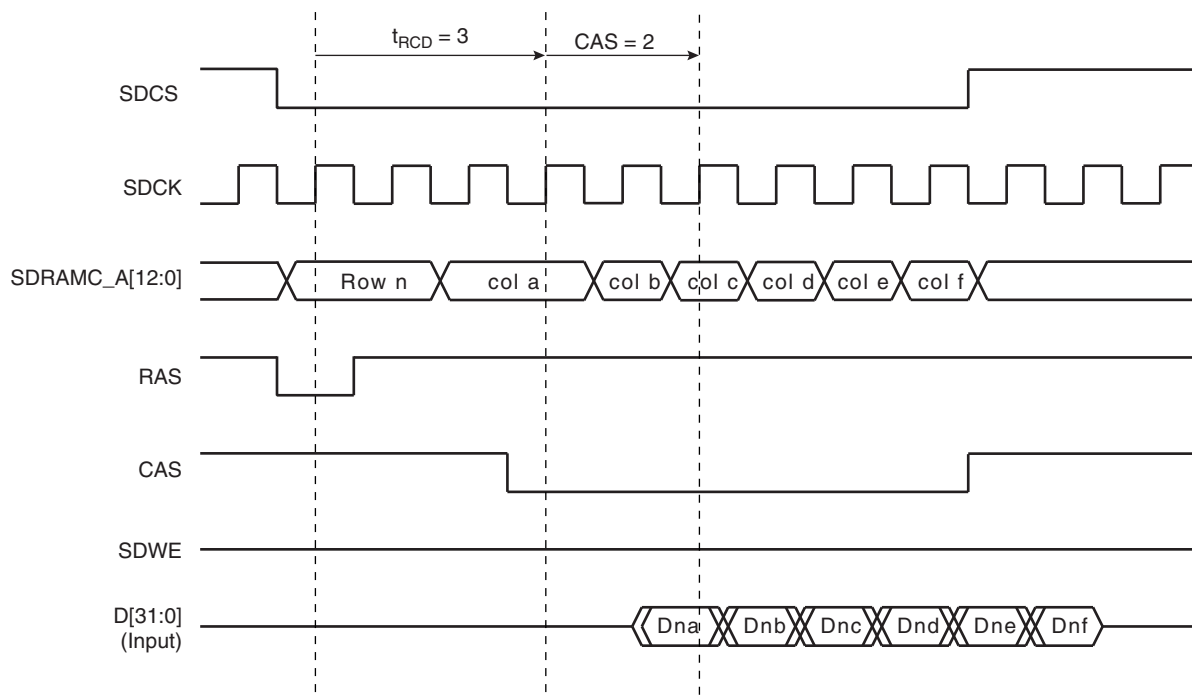 t_RCD = 3
CAS = 2
SDCS
SDCK
SDRAMC_A[12:0]
Row n
col a
col b
col c
col d
col e
col f
RAS
CAS
SDWE
D[31:0]
(Input)
Dna
Dnb
Dnc
Dnd
Dne
Dnf